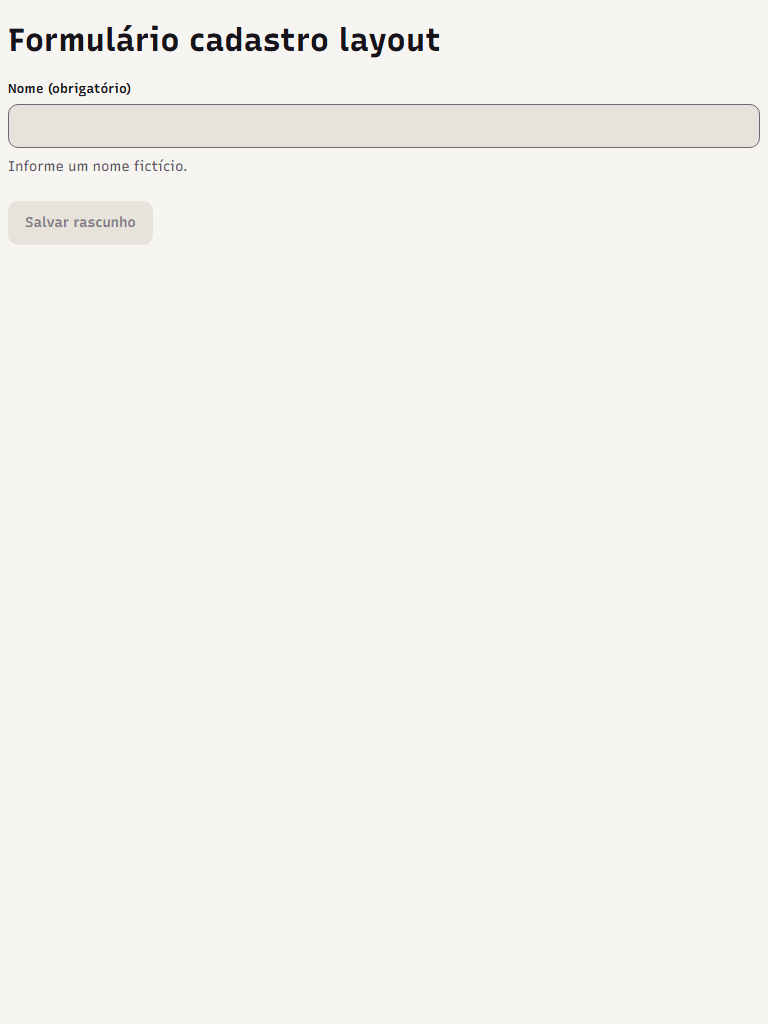 Formulário cadastro layout
Nome (obrigatório)
Informe um nome fictício.
Salvar rascunho